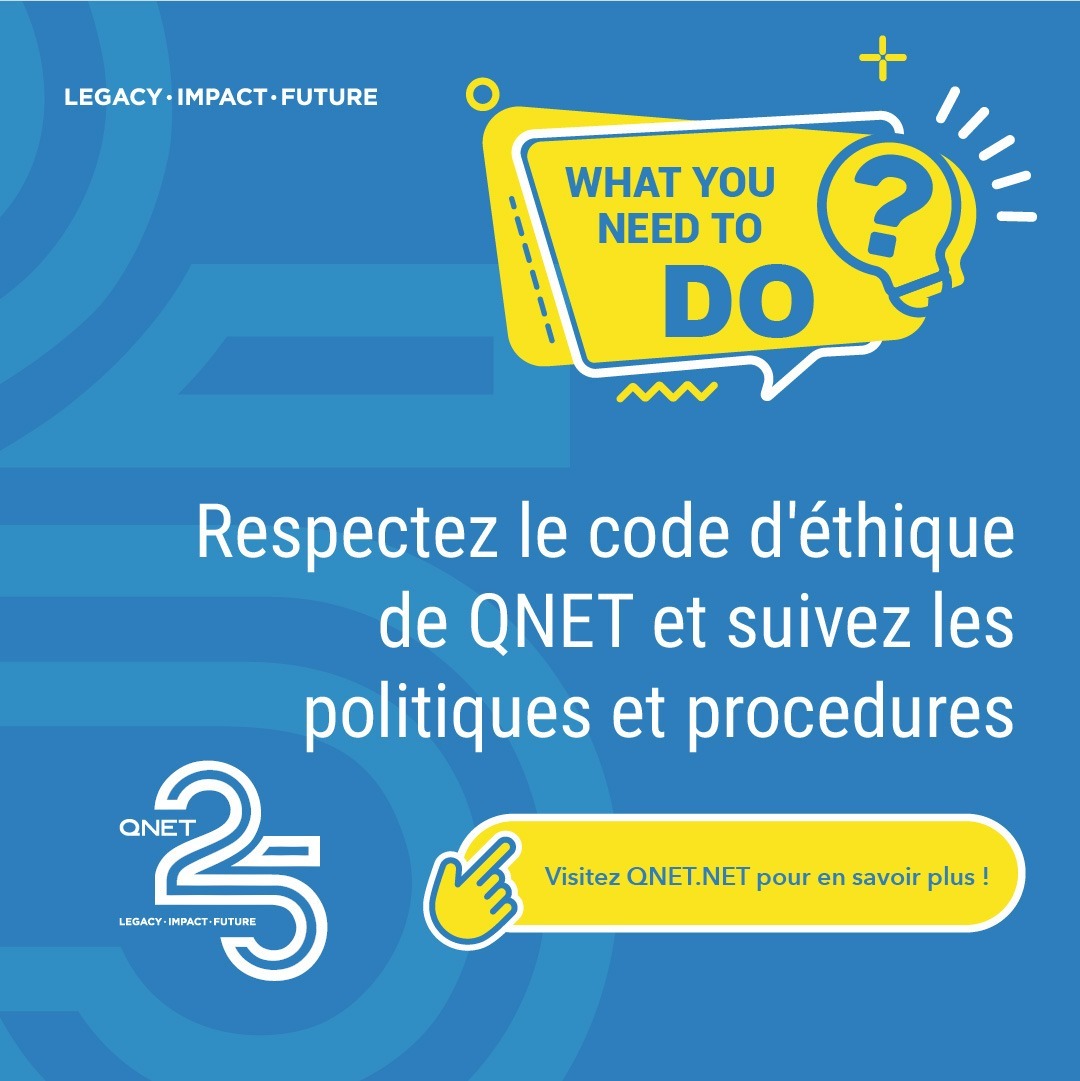 LEGACY·IMPACT·FUTURE
WHAT YOU
NEED TO
DO
?
Respectez le code d'éthique
de QNET et suivez les
politiques et procedures
QNET
25
LEGACY·IMPACT·FUTURE
Visitez QNET.NET pour en savoir plus !